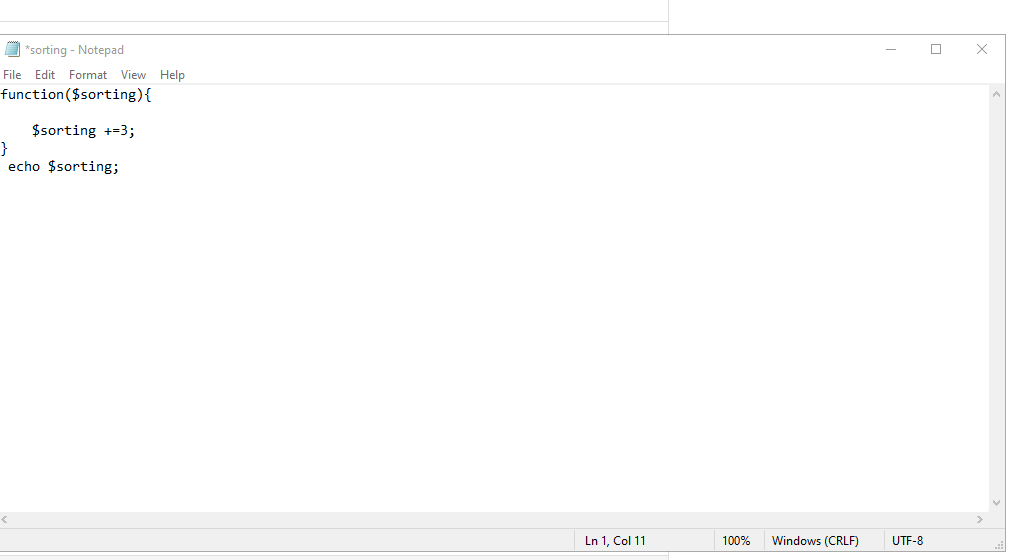 *sorting - Notepad
File Edit Format View Help
function($sorting){
$sorting +=3;
}
echo $sorting;
Ln 1, Col 11 100% Windows (CRLF) UTF-8